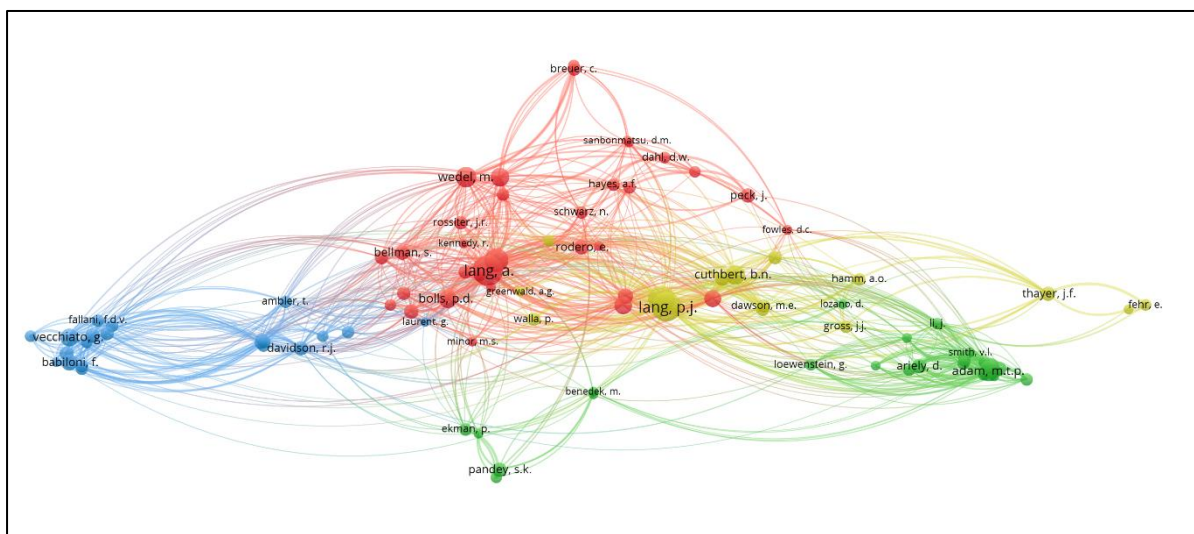 breuer, c.
sanbonmatsu, d.m.
dahl, d.w.
wedel, m.
hayes, a.f.
peck, j.
schwarz, n.
rossiter, j.r.
fowles, d.c.
kennedy, r.
rodero, e.
bellman, s.
lang, a.
cuthbert, b.n.
hamm, a.o.
greenwald, a.g.
thayer, j.f.
ambler, t.
bolls, p.d.
lang, p.j.
dawson, m.e.
lozano, d.
fehr, e.
fallani, f.d.v.
laurent, g.
walla, p.
gross, j.j.
li, j.
vecchiato, g.
minor, m.s.
davidson, r.j.
smith, v.l.
babiloni, f.
loewenstein, g.
ariely, d.
adam, m.t.p.
benedek, m.
ekman, p.
pandey, s.k.